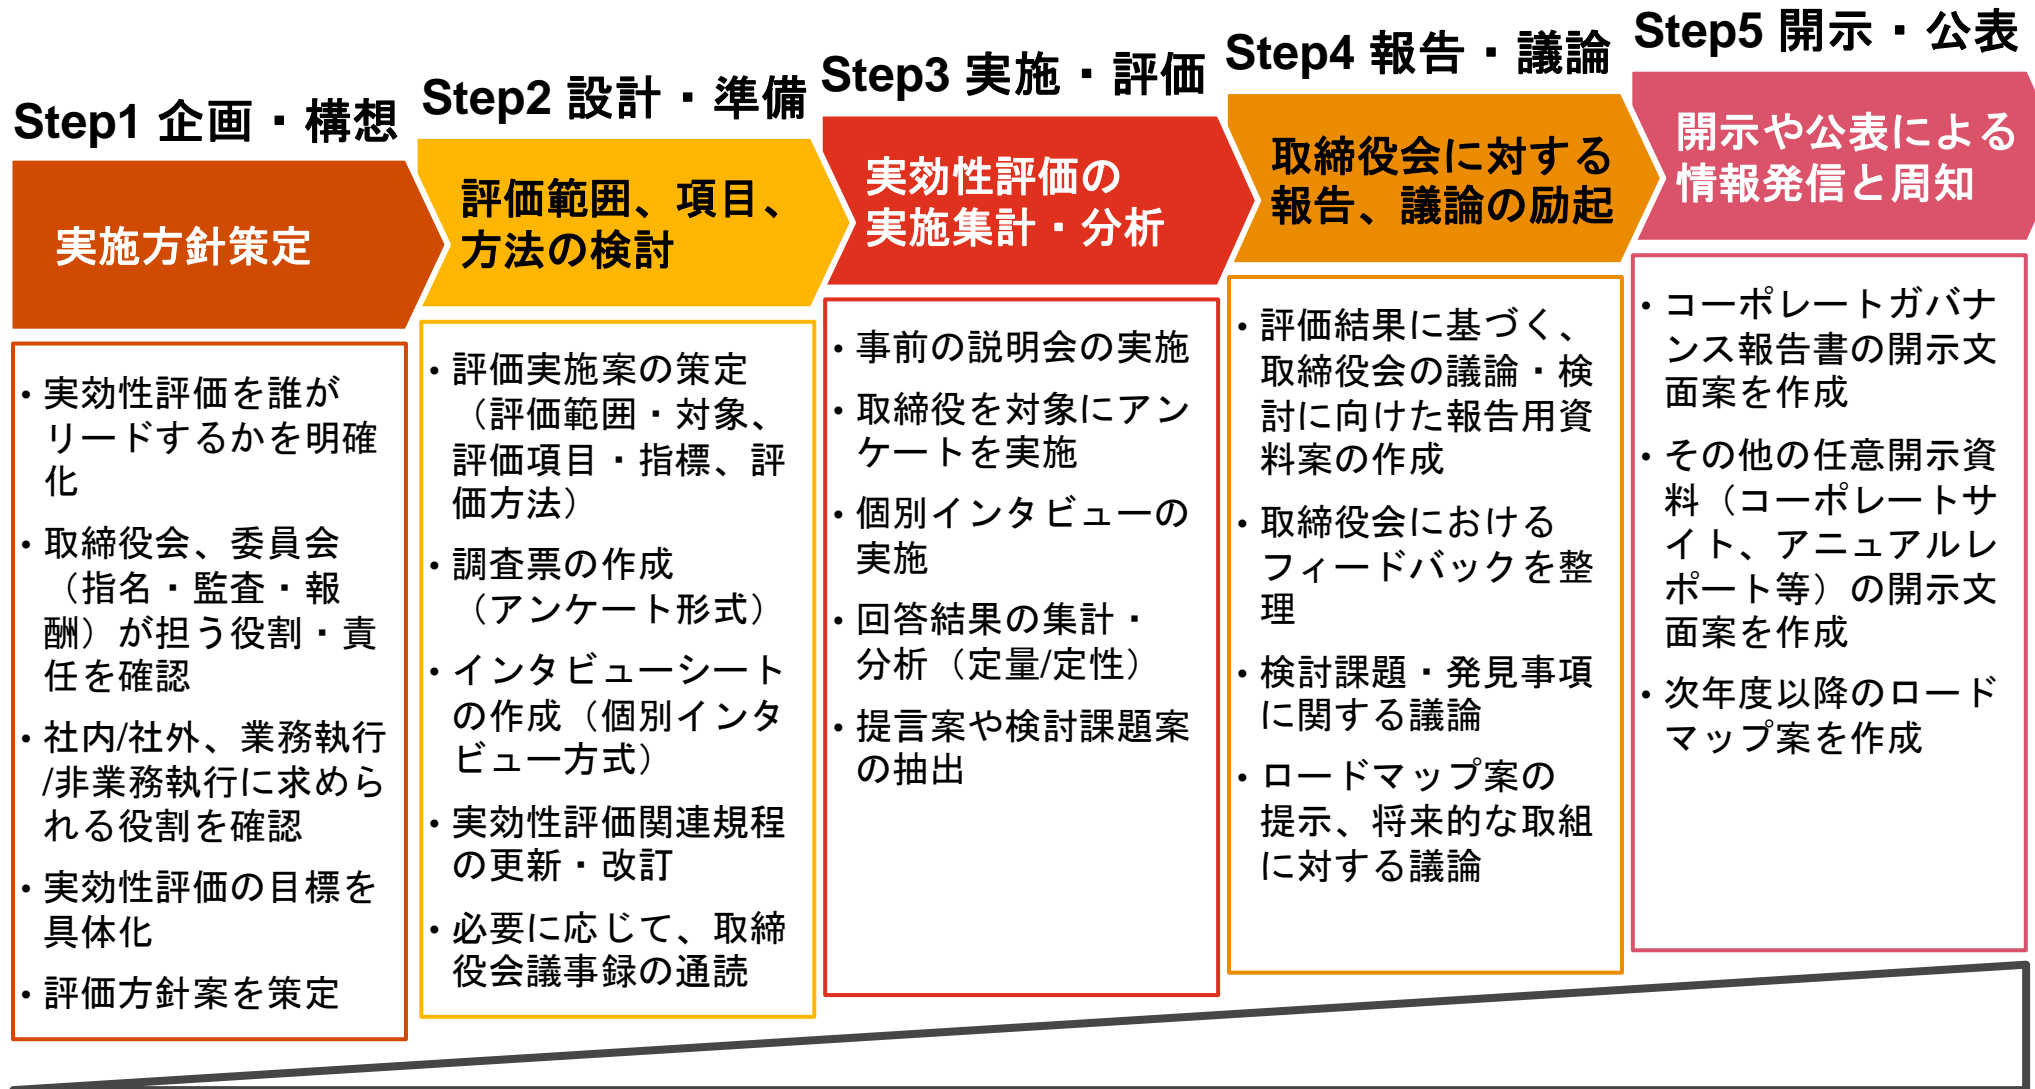 Step1 企画・構想
実施方針策定
・実効性評価を誰が
リードするかを明確
化
・取締役会、委員会
（指名・監査・報
酬）が担う役割・責
任を確認
・社内/社外、業務執行
/非業務執行に求めら
れる役割を確認
・実効性評価の目標を
具体化
・評価方針案を策定
Step2 設計・準備
評価範囲、項目、
方法の検討
・評価実施案の策定
（評価範囲・対象、
評価項目・指標、評
価方法）
・調査票の作成
（アンケート形式）
・インタビューシート
の作成（個別インタ
ビュー方式）
・実効性評価関連規程
の更新・改訂
・必要に応じて、取締
役会議事録の通読
Step3 実施・評価
実効性評価の
実施集計・分析
・事前の説明会の実施
・取締役を対象にアン
ケートを実施
・個別インタビューの
実施
・回答結果の集計・
分析（定量/定性）
・提言案や検討課題案
の抽出
Step4 報告・議論
取締役会に対する
報告、議論の励起
・評価結果に基づく、
取締役会の議論・検
討に向けた報告用資
料案の作成
・取締役会における
フィードバックを整
理
・検討課題・発見事項
に関する議論
・ロードマップ案の
提示、将来的な取組
に対する議論
Step5 開示・公表
開示や公表による
情報発信と周知
・コーポレートガバナ
ンス報告書の開示文
面案を作成
・その他の任意開示資
料（コーポレートサ
イト、アニュアルレ
ポート等）の開示文
面案を作成
・次年度以降のロード
マップ案を作成